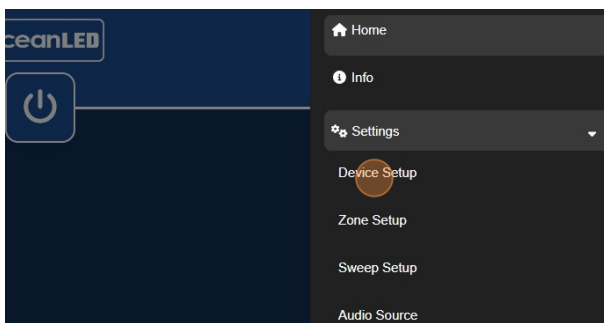 ceanLED
Home
Info
Settings
Device Setup
Zone Setup
Sweep Setup
Audio Source